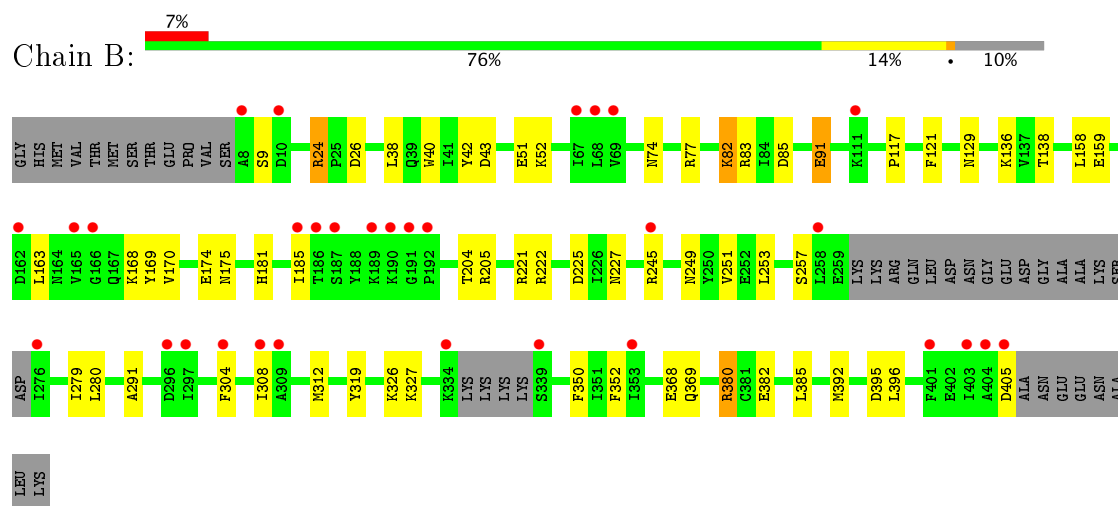 7%
Chain B:
76% 14% • 10%
GLY HIS MET VAL THR MET SER THR GLU PRO VAL SER A8 S9 D10 R24 P25 D26 L38 Q39 W40 I41 Y42 D43 E51 K52 I67 L68 V69 N74 R77 K82 R83 I84 D85 E91 K111 P117 F121 N129 K136 V137 T138 L158 E159
D162 L163 N164 V165 G166 Q167 K168 Y169 V170 E174 N175 H181 I185 T186 S187 Y188 K189 K190 G191 P192 T204 R205 R221 R222 D225 I226 N227 R245 N249 Y250 V251 E252 L253 S257 L258 E259 LYS LYS ARG GLN LEU ASP ASN GLY GLU ASP GLY ALA ALA LYS SER
ASP I276 I279 L280 A291 D296 I297 F304 I308 A309 M312 Y319 K326 K327 K334 LYS LYS LYS LYS S339 F350 I351 F352 I353 E368 Q369 R380 C381 E382 L385 M392 D395 L396 F401 E402 I403 A404 D405 ALA ASN GLU GLU ASN ALA
LEU LYS